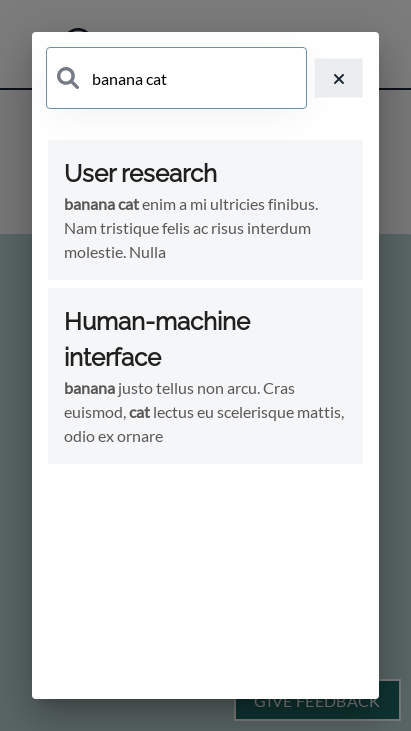 banana cat
User research
banana cat enim a mi ultricies finibus.
Nam tristique felis ac risus interdum
molestie. Nulla
Human-machine
interface
banana justo tellus non arcu. Cras
euismod, cat lectus eu scelerisque mattis,
odio ex ornare
GIVE FEEDBACK